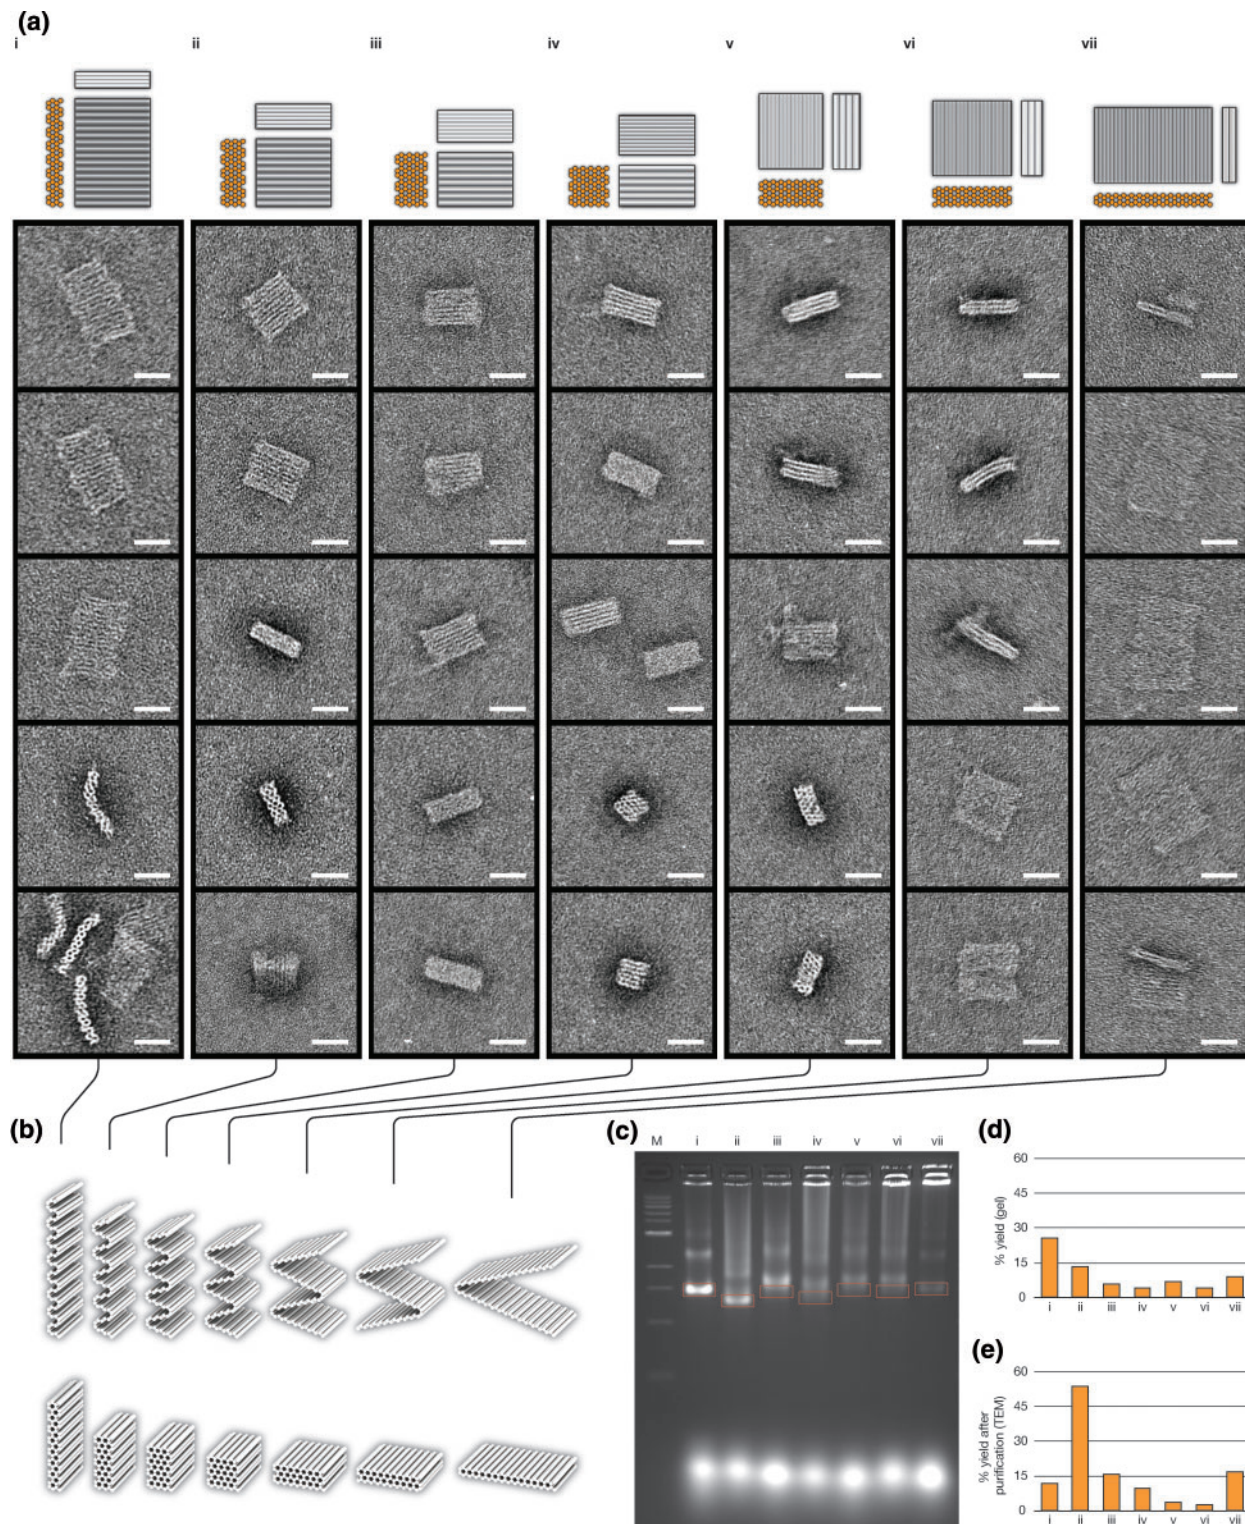 (a)
i ii iii iv v vi vii
(b)
(c)
M i ii iii iv v vi vii
(d)
% yield (gel)
60
45
30
15
0
i ii iii iv v vi vii
(e)
% yield after
purification (TEM)
60
45
30
15
0
i ii iii iv v vi vii